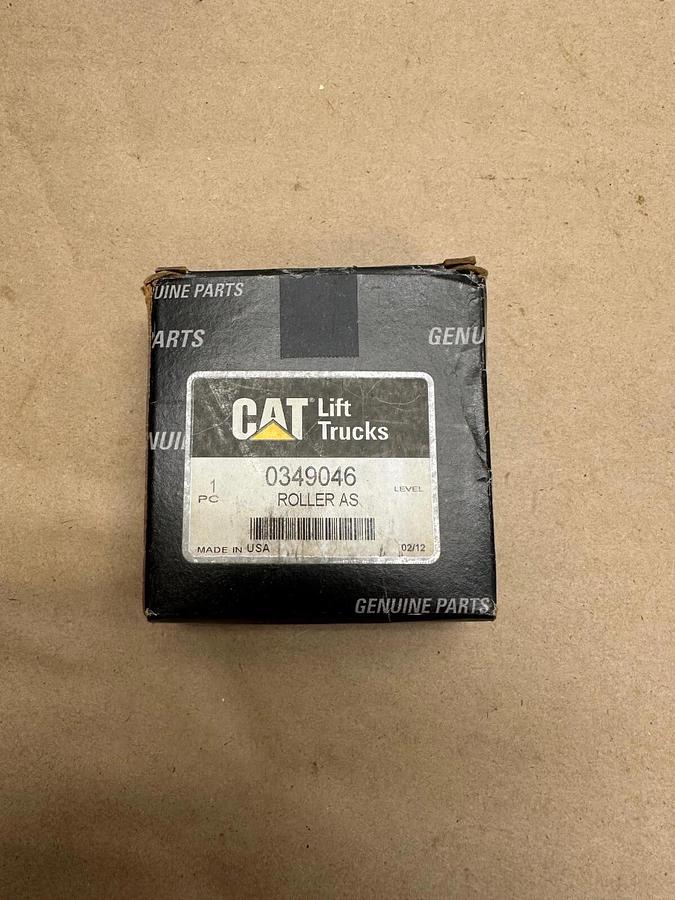 UINE PARTS
ARTS
GENU
NUI
CAT® Lift
Trucks
0349046
1
PC
ROLLER AS
LEVEL
MADE IN USA
02/12
GENUINE PARTS